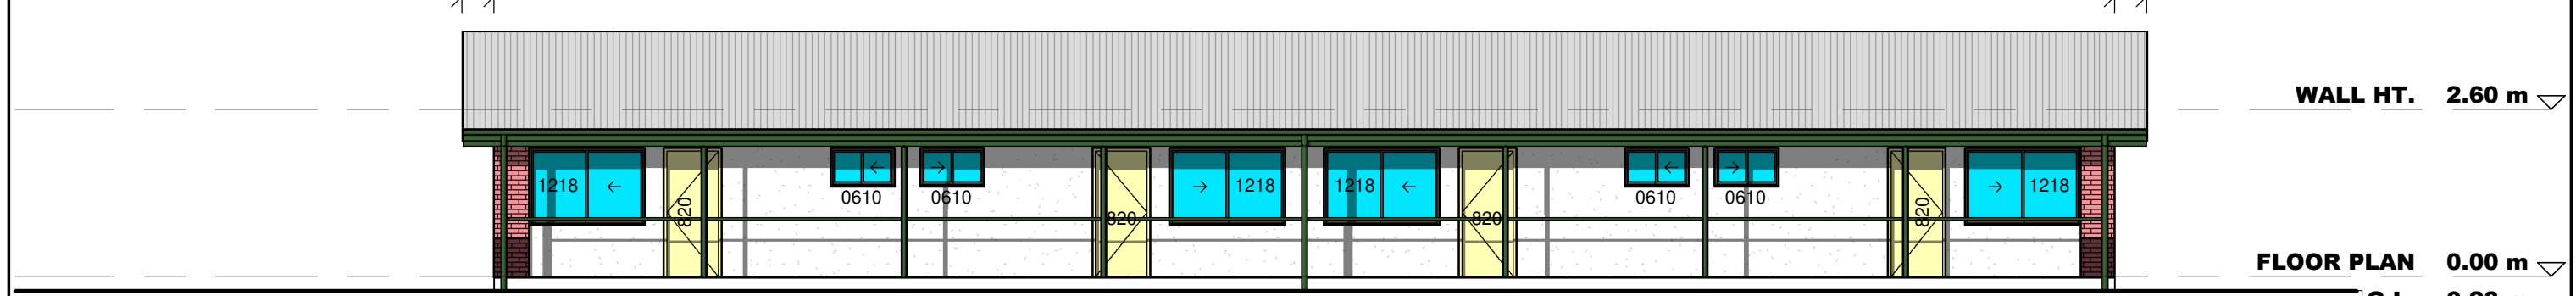 WALL HT. 2.60 m
1218 820 0610 0610 820 1218 1218 820 0610 0610 820 1218
FLOOR PLAN 0.00 m